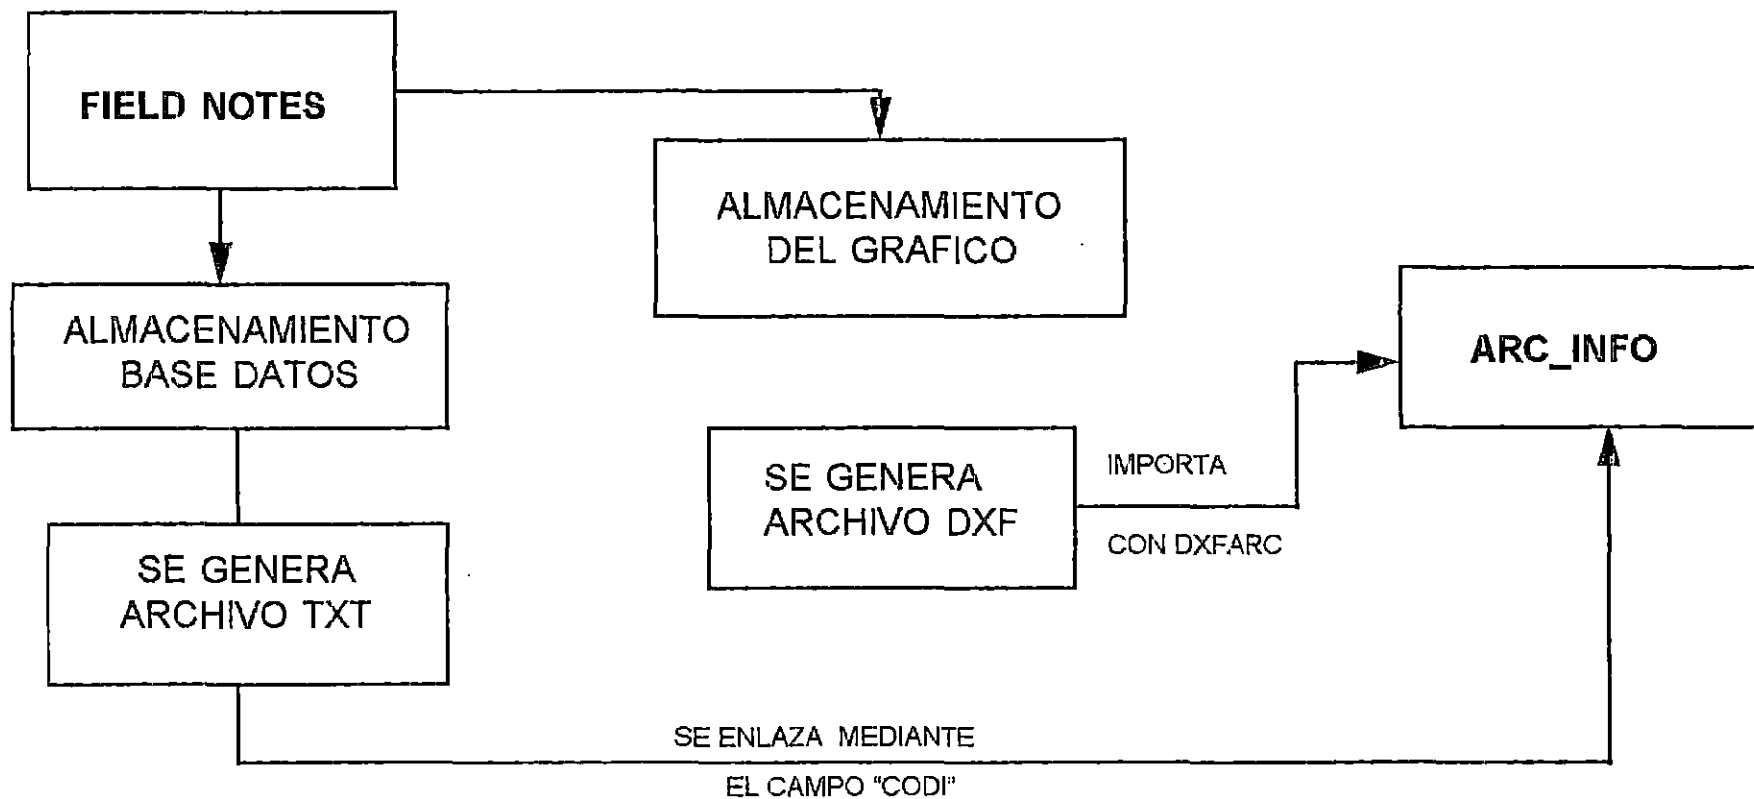 FIELD NOTES
ALMACENAMIENTO
DEL GRAFICO
ALMACENAMIENTO
BASE DATOS
ARC_INFO
SE GENERA
ARCHIVO DXF
IMPORTA
CON DXFARC
SE GENERA
ARCHIVO TXT
SE ENLAZA MEDIANTE
EL CAMPO "CODI"